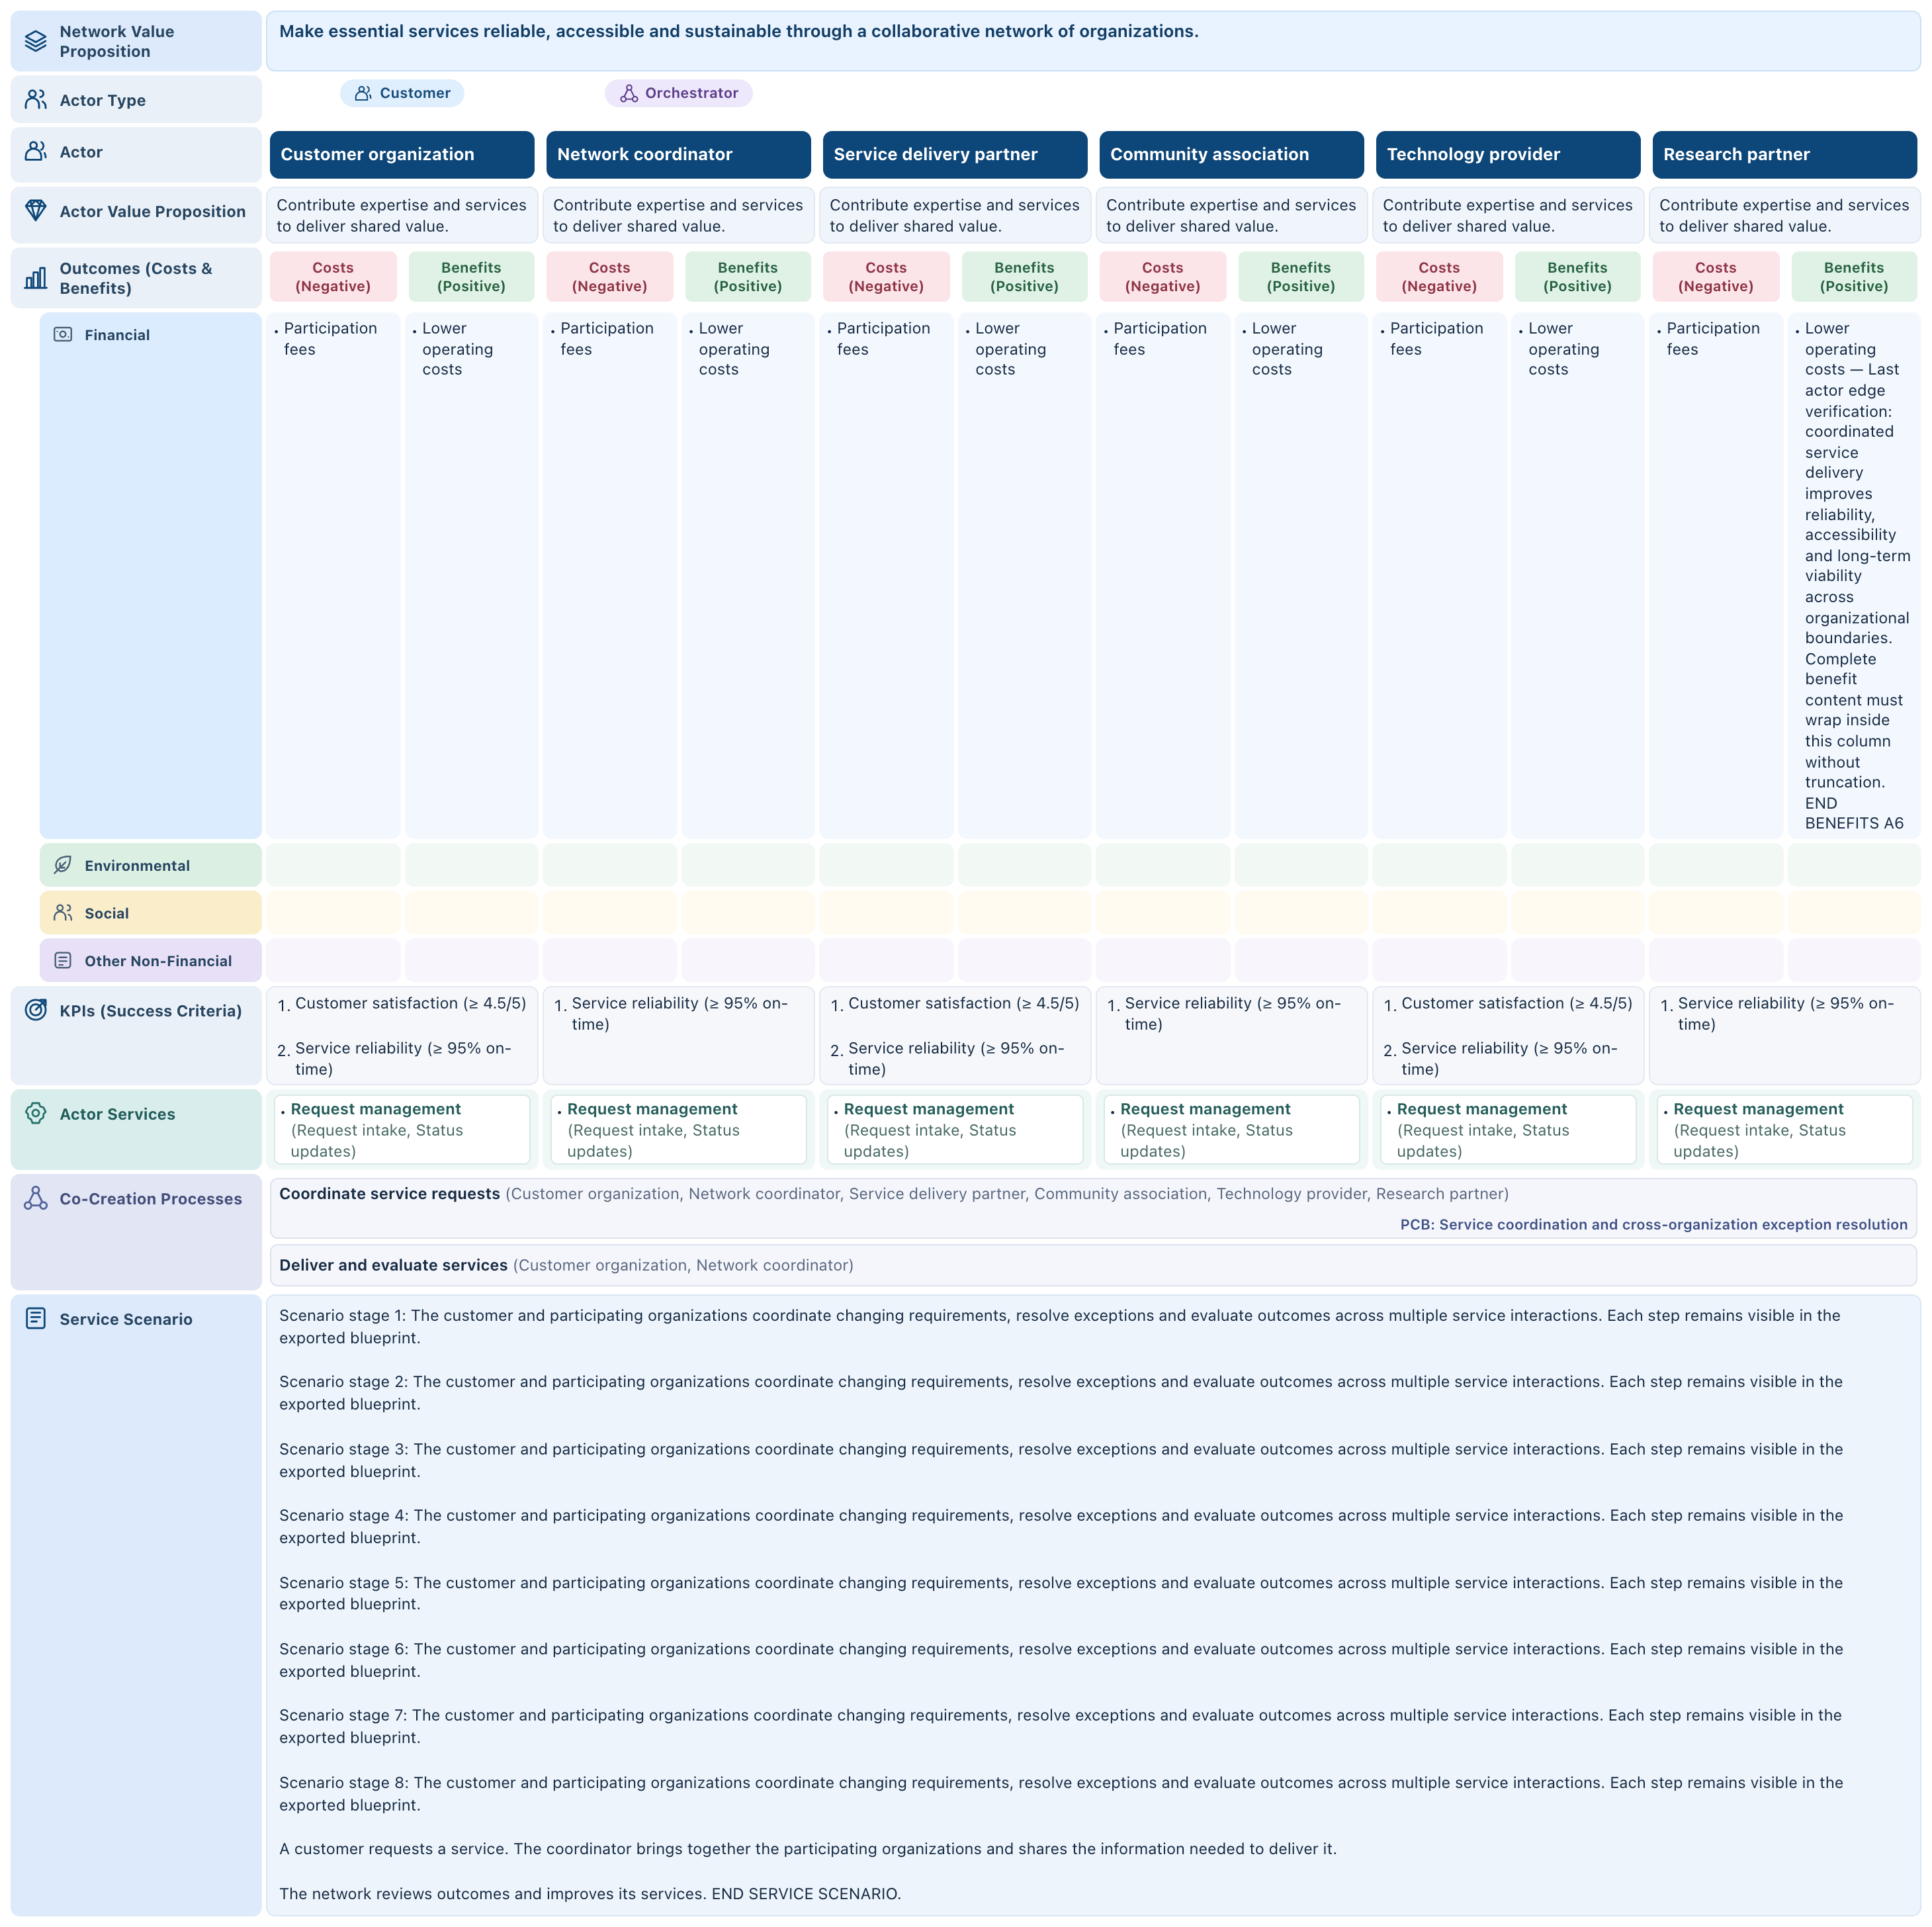 Network Value
Proposition
Make essential services reliable, accessible and sustainable through a collaborative network of organizations.
Actor Type
Customer
Orchestrator
Actor
Customer organization
Network coordinator
Service delivery partner
Community association
Technology provider
Research partner
Actor Value Proposition
Contribute expertise and services
to deliver shared value.
Contribute expertise and services
to deliver shared value.
Contribute expertise and services
to deliver shared value.
Contribute expertise and services
to deliver shared value.
Contribute expertise and services
to deliver shared value.
Contribute expertise and services
to deliver shared value.
Outcomes (Costs &
Benefits)
Costs
(Negative)
Benefits
(Positive)
Costs
(Negative)
Benefits
(Positive)
Costs
(Negative)
Benefits
(Positive)
Costs
(Negative)
Benefits
(Positive)
Costs
(Negative)
Benefits
(Positive)
Costs
(Negative)
Benefits
(Positive)
Financial
• Participation
fees
• Lower
operating
costs
• Participation
fees
• Lower
operating
costs
• Participation
fees
• Lower
operating
costs
• Participation
fees
• Lower
operating
costs
• Participation
fees
• Lower
operating
costs
• Participation
fees
• Lower
operating
costs — Last
actor edge
verification:
coordinated
service
delivery
improves
reliability,
accessibility
and long-term
viability
across
organizational
boundaries.
Complete
benefit
content must
wrap inside
this column
without
truncation.
END
BENEFITS A6
Environmental
Social
Other Non-Financial
KPIs (Success Criteria)
1. Customer satisfaction (≥ 4.5/5)
2. Service reliability (≥ 95% on-
time)
1. Service reliability (≥ 95% on-
time)
1. Customer satisfaction (≥ 4.5/5)
2. Service reliability (≥ 95% on-
time)
1. Service reliability (≥ 95% on-
time)
1. Customer satisfaction (≥ 4.5/5)
2. Service reliability (≥ 95% on-
time)
1. Service reliability (≥ 95% on-
time)
Actor Services
• Request management
(Request intake, Status
updates)
• Request management
(Request intake, Status
updates)
• Request management
(Request intake, Status
updates)
• Request management
(Request intake, Status
updates)
• Request management
(Request intake, Status
updates)
• Request management
(Request intake, Status
updates)
Co-Creation Processes
Coordinate service requests (Customer organization, Network coordinator, Service delivery partner, Community association, Technology provider, Research partner)
PCB: Service coordination and cross-organization exception resolution
Deliver and evaluate services (Customer organization, Network coordinator)
Service Scenario
Scenario stage 1: The customer and participating organizations coordinate changing requirements, resolve exceptions and evaluate outcomes across multiple service interactions. Each step remains visible in the
exported blueprint.
Scenario stage 2: The customer and participating organizations coordinate changing requirements, resolve exceptions and evaluate outcomes across multiple service interactions. Each step remains visible in the
exported blueprint.
Scenario stage 3: The customer and participating organizations coordinate changing requirements, resolve exceptions and evaluate outcomes across multiple service interactions. Each step remains visible in the
exported blueprint.
Scenario stage 4: The customer and participating organizations coordinate changing requirements, resolve exceptions and evaluate outcomes across multiple service interactions. Each step remains visible in the
exported blueprint.
Scenario stage 5: The customer and participating organizations coordinate changing requirements, resolve exceptions and evaluate outcomes across multiple service interactions. Each step remains visible in the
exported blueprint.
Scenario stage 6: The customer and participating organizations coordinate changing requirements, resolve exceptions and evaluate outcomes across multiple service interactions. Each step remains visible in the
exported blueprint.
Scenario stage 7: The customer and participating organizations coordinate changing requirements, resolve exceptions and evaluate outcomes across multiple service interactions. Each step remains visible in the
exported blueprint.
Scenario stage 8: The customer and participating organizations coordinate changing requirements, resolve exceptions and evaluate outcomes across multiple service interactions. Each step remains visible in the
exported blueprint.
A customer requests a service. The coordinator brings together the participating organizations and shares the information needed to deliver it.
The network reviews outcomes and improves its services. END SERVICE SCENARIO.